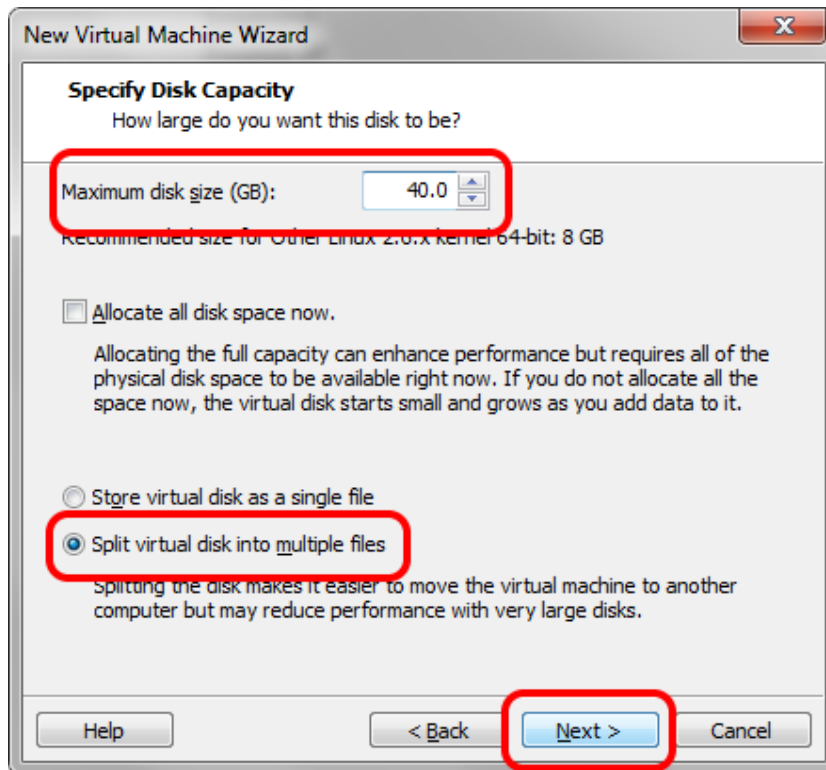 New Virtual Machine Wizard
X
Specify Disk Capacity
How large do you want this disk to be?
Maximum disk size (GB): 40.0
Recommended size for Other Linux 2.6.x kernel 64-bit: 8 GB
Allocate all disk space now.
Allocating the full capacity can enhance performance but requires all of the
physical disk space to be available right now. If you do not allocate all the
space now, the virtual disk starts small and grows as you add data to it.
Store virtual disk as a single file
Split virtual disk into multiple files
Splitting the disk makes it easier to move the virtual machine to another
computer but may reduce performance with very large disks.
Help < Back Next > Cancel